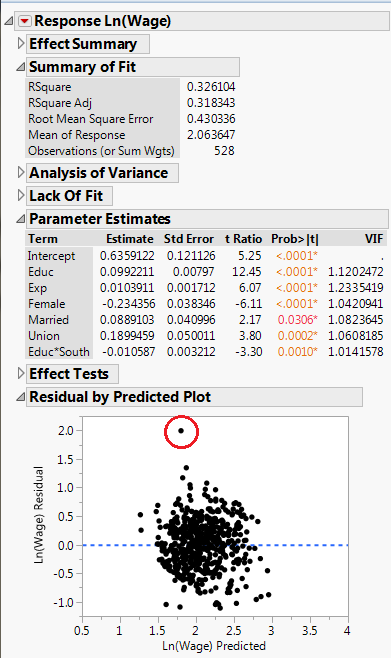 Response Ln(Wage)
Effect Summary
Summary of Fit
RSquare 0.326104
RSquare Adj 0.318343
Root Mean Square Error 0.430336
Mean of Response 2.063647
Observations (or Sum Wgts) 528
Analysis of Variance
Lack Of Fit
Parameter Estimates
Term Estimate Std Error t Ratio Prob>|t| VIF
Intercept 0.6359122 0.121126 5.25 <.0001* .
Educ 0.0992211 0.00797 12.45 <.0001* 1.1202472
Exp 0.0103911 0.001712 6.07 <.0001* 1.2335419
Female -0.234356 0.038346 -6.11 <.0001* 1.0420941
Married 0.0889103 0.040996 2.17 0.0306* 1.0823645
Union 0.1899459 0.050011 3.80 0.0002* 1.0608185
Educ*South -0.010587 0.003212 -3.30 0.0010* 1.0141578
Effect Tests
Residual by Predicted Plot
Ln(Wage) Residual
2.0
1.5
1.0
0.5
0.0
-0.5
-1.0
0.5 1 1.5 2 2.5 3 3.5 4
Ln(Wage) Predicted